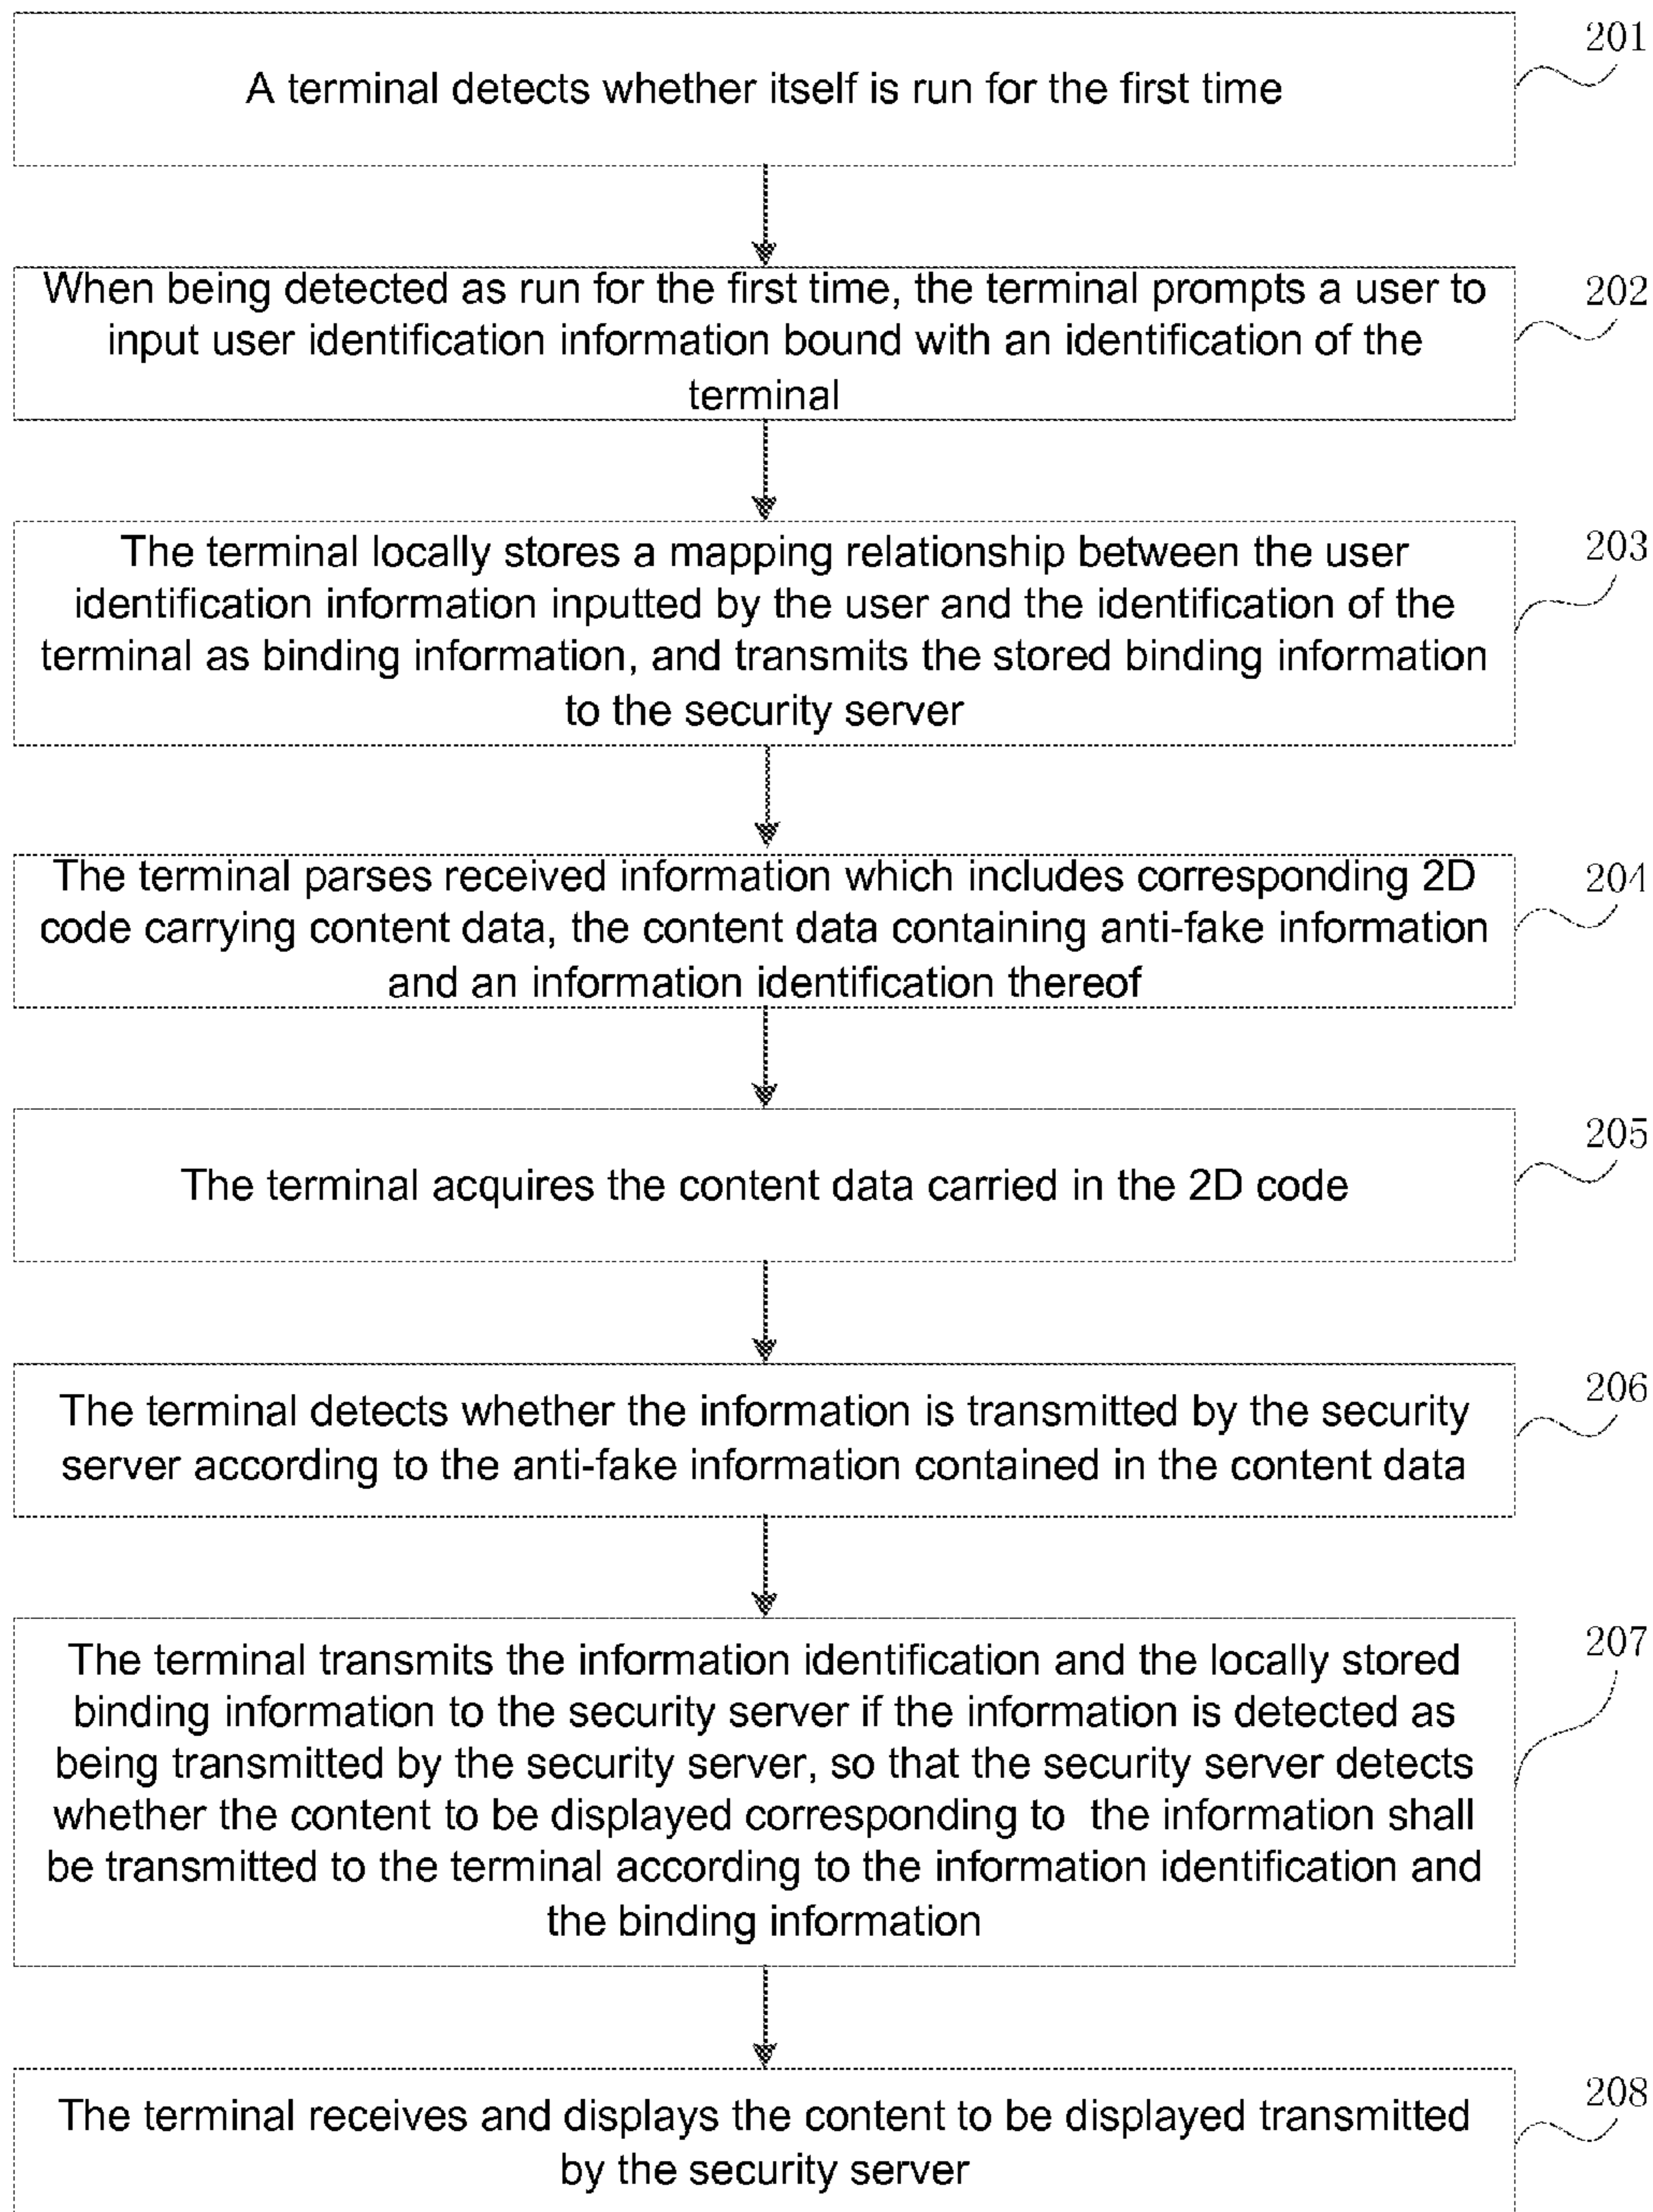 201
A terminal detects whether itself is run for the first time
202
When being detected as run for the first time, the terminal prompts a user to
input user identification information bound with an identification of the
terminal
203
The terminal locally stores a mapping relationship between the user
identification information inputted by the user and the identification of the
terminal as binding information, and transmits the stored binding information
to the security server
204
The terminal parses received information which includes corresponding 2D
code carrying content data, the content data containing anti-fake information
and an information identification thereof
205
The terminal acquires the content data carried in the 2D code
206
The terminal detects whether the information is transmitted by the security
server according to the anti-fake information contained in the content data
207
The terminal transmits the information identification and the locally stored
binding information to the security server if the information is detected as
being transmitted by the security server, so that the security server detects
whether the content to be displayed corresponding to the information shall
be transmitted to the terminal according to the information identification and
the binding information
208
The terminal receives and displays the content to be displayed transmitted
by the security server